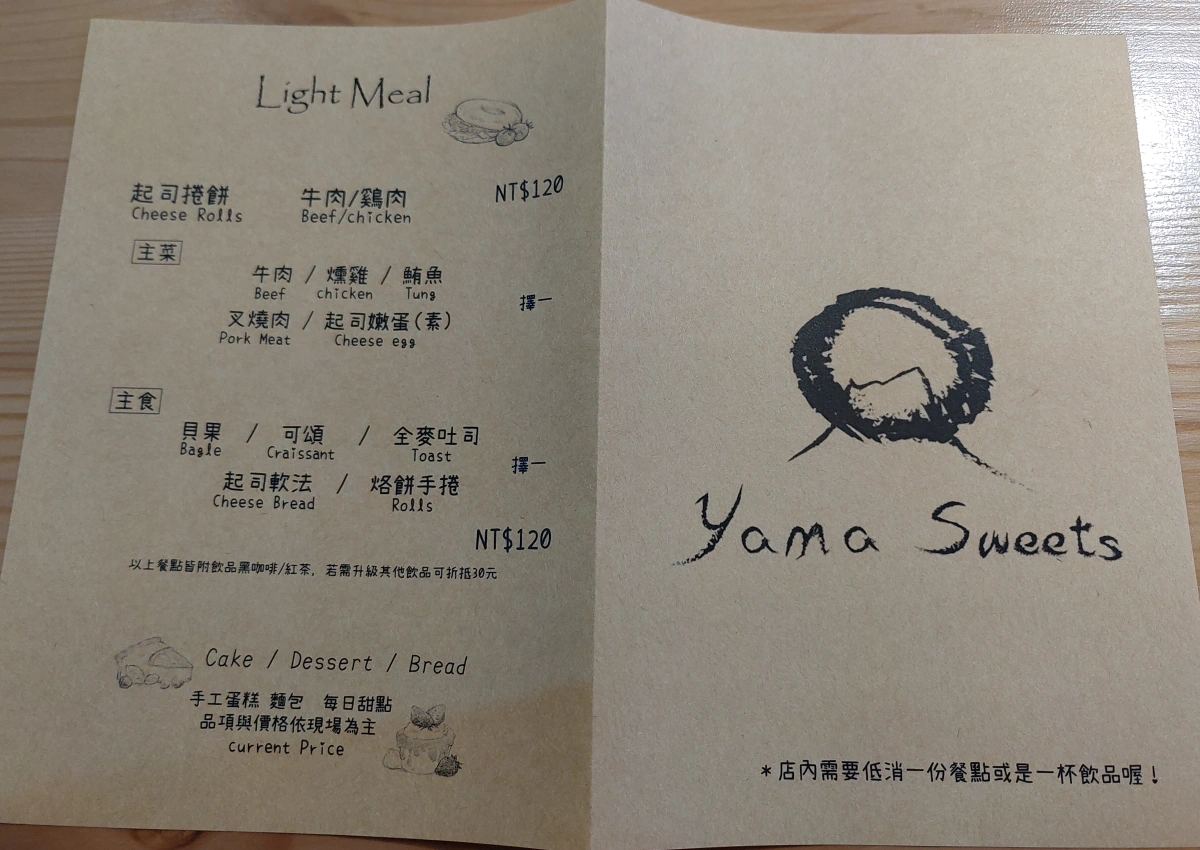 Light Meal
起司捲餅 牛肉/鷄肉 NT$120
Cheese Rolls Beef/chicken
主菜
牛肉 / 燻雞 / 鮪魚
Beef chicken Tung
擇一
叉燒肉 / 起司嫩蛋(素)
Pork Meat Cheese egg
主食
貝果 / 可頌 / 全麥吐司
Bagle Craissant Toast
擇一
起司軟法 / 烙餅手捲
Cheese Bread Rolls
NT$120
以上餐點皆附飲品黑咖啡/紅茶, 若需升級其他飲品可折抵30元
Cake / Dessert / Bread
手工蛋糕 麵包 每日甜點
品項與價格依現場為主
current Price
Yama Sweets
*店內需要低消一份餐點或是一杯飲品喔!